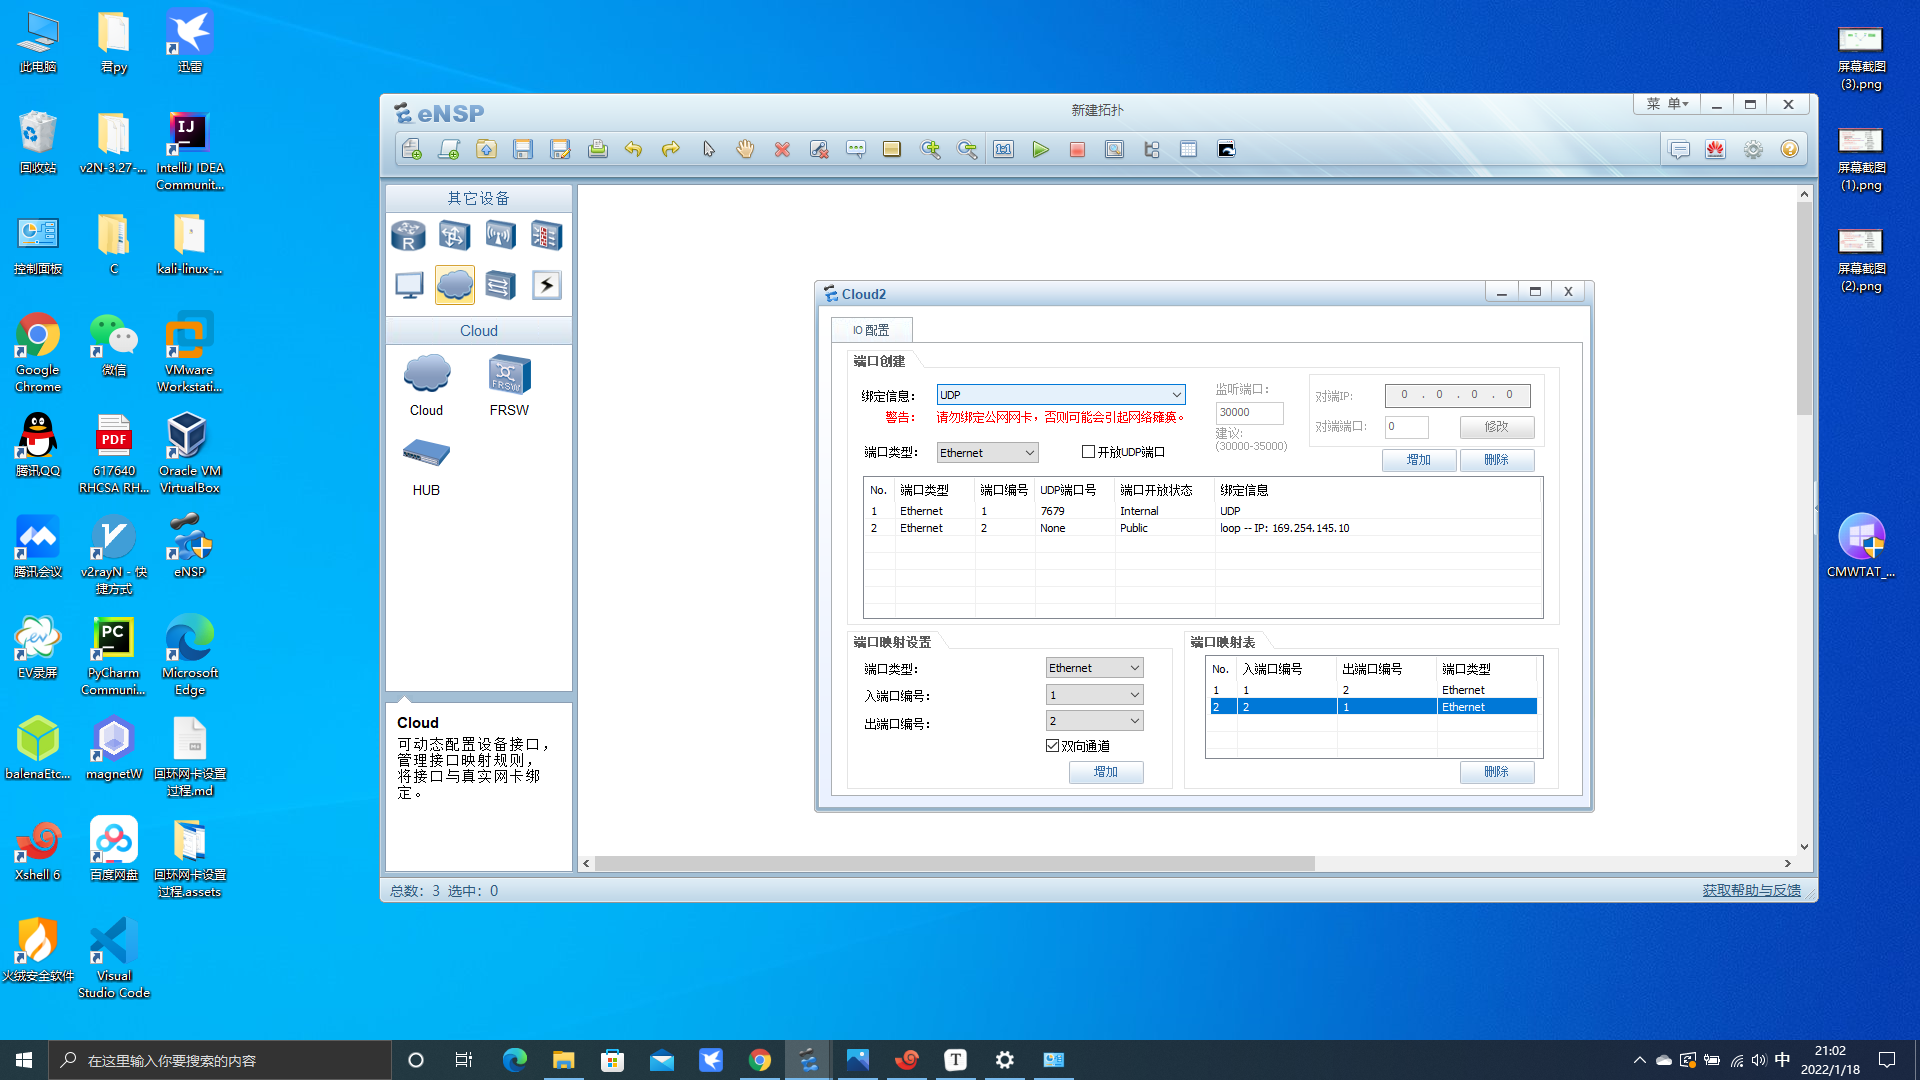 此电脑
君py
迅雷
回收站
v2N-3.27-...
IntelliJ IDEA
Communit...
控制面板
C
kali-linux-...
Google
Chrome
微信
VMware
Workstati...
腾讯QQ
617640
RHCSA RH...
Oracle VM
VirtualBox
腾讯会议
v2rayN - 快
捷方式
eNSP
EV录屏
PyCharm
Communi...
Microsoft
Edge
balenaEtc...
magnetW
回环网卡设置
过程.md
Xshell 6
百度网盘
回环网卡设置
过程.assets
火绒安全软件
Visual
Studio Code
屏幕截图
(3).png
屏幕截图
(1).png
屏幕截图
(2).png
CMWTAT_...
eNSP
新建拓扑
菜 单
其它设备
Cloud
Cloud
FRSW
HUB
Cloud
可动态配置设备接口，
管理接口映射规则，
将接口与真实网卡绑
定。
总数： 3 选中： 0
获取帮助与反馈
Cloud2
IO 配置
端口创建
绑定信息：
UDP
警告：
请勿绑定公网网卡，否则可能会引起网络瘫痪。
监听端口：
30000
建议：
(30000-35000)
对端IP：
0 . 0 . 0 . 0
对端端口：
0
修改
端口类型：
Ethernet
开放UDP端口
增加
删除
No. 端口类型 端口编号 UDP端口号 端口开放状态 绑定信息
1 Ethernet 1 7679 Internal UDP
2 Ethernet 2 None Public loop -- IP: 169.254.145.10
端口映射设置
端口类型：
Ethernet
入端口编号：
1
出端口编号：
2
双向通道
增加
端口映射表
No. 入端口编号 出端口编号 端口类型
1 1 2 Ethernet
2 2 1 Ethernet
删除
在这里输入你要搜索的内容
中
21:02
2022/1/18